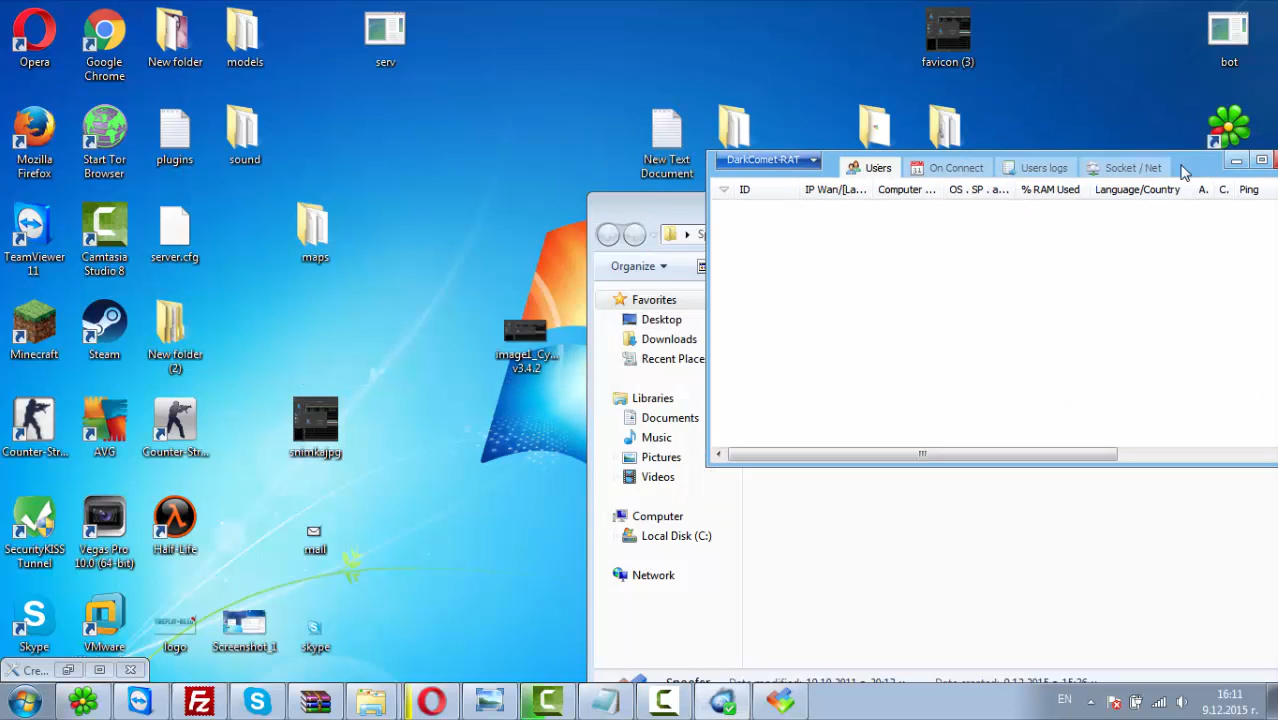 Opera
Google
Chrome
New folder
models
serv
favicon (3)
bot
Mozilla
Firefox
Start Tor
Browser
plugins
sound
New Text
Document
DarkComet-RAT
Users
On Connect
Users logs
Socket / Net
ID
IP Wan/[La...
Computer ...
OS . SP . a...
% RAM Used
Language/Country
A.
C.
Ping
TeamViewer
11
Camtasia
Studio 8
server.cfg
maps
Organize
Favorites
Desktop
Downloads
Recent Place
Minecraft
Steam
New folder
(2)
image1_Cy...
v3.4.2
Libraries
Documents
Music
Pictures
Videos
Counter-Str...
AVG
Counter-Str...
snimkajpg
Computer
Local Disk (C:)
Network
SecurityKISS
Tunnel
Vegas Pro
10.0 (64-bit)
Half-Life
mail
Skype
VMware
logo
Screenshot_1
skype
Cre...
EN
16:11
9.12.2015 г.